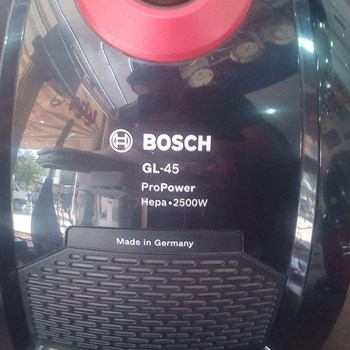 BOSCH
GL-45
ProPower
Hepa•2500W
Made in Germany